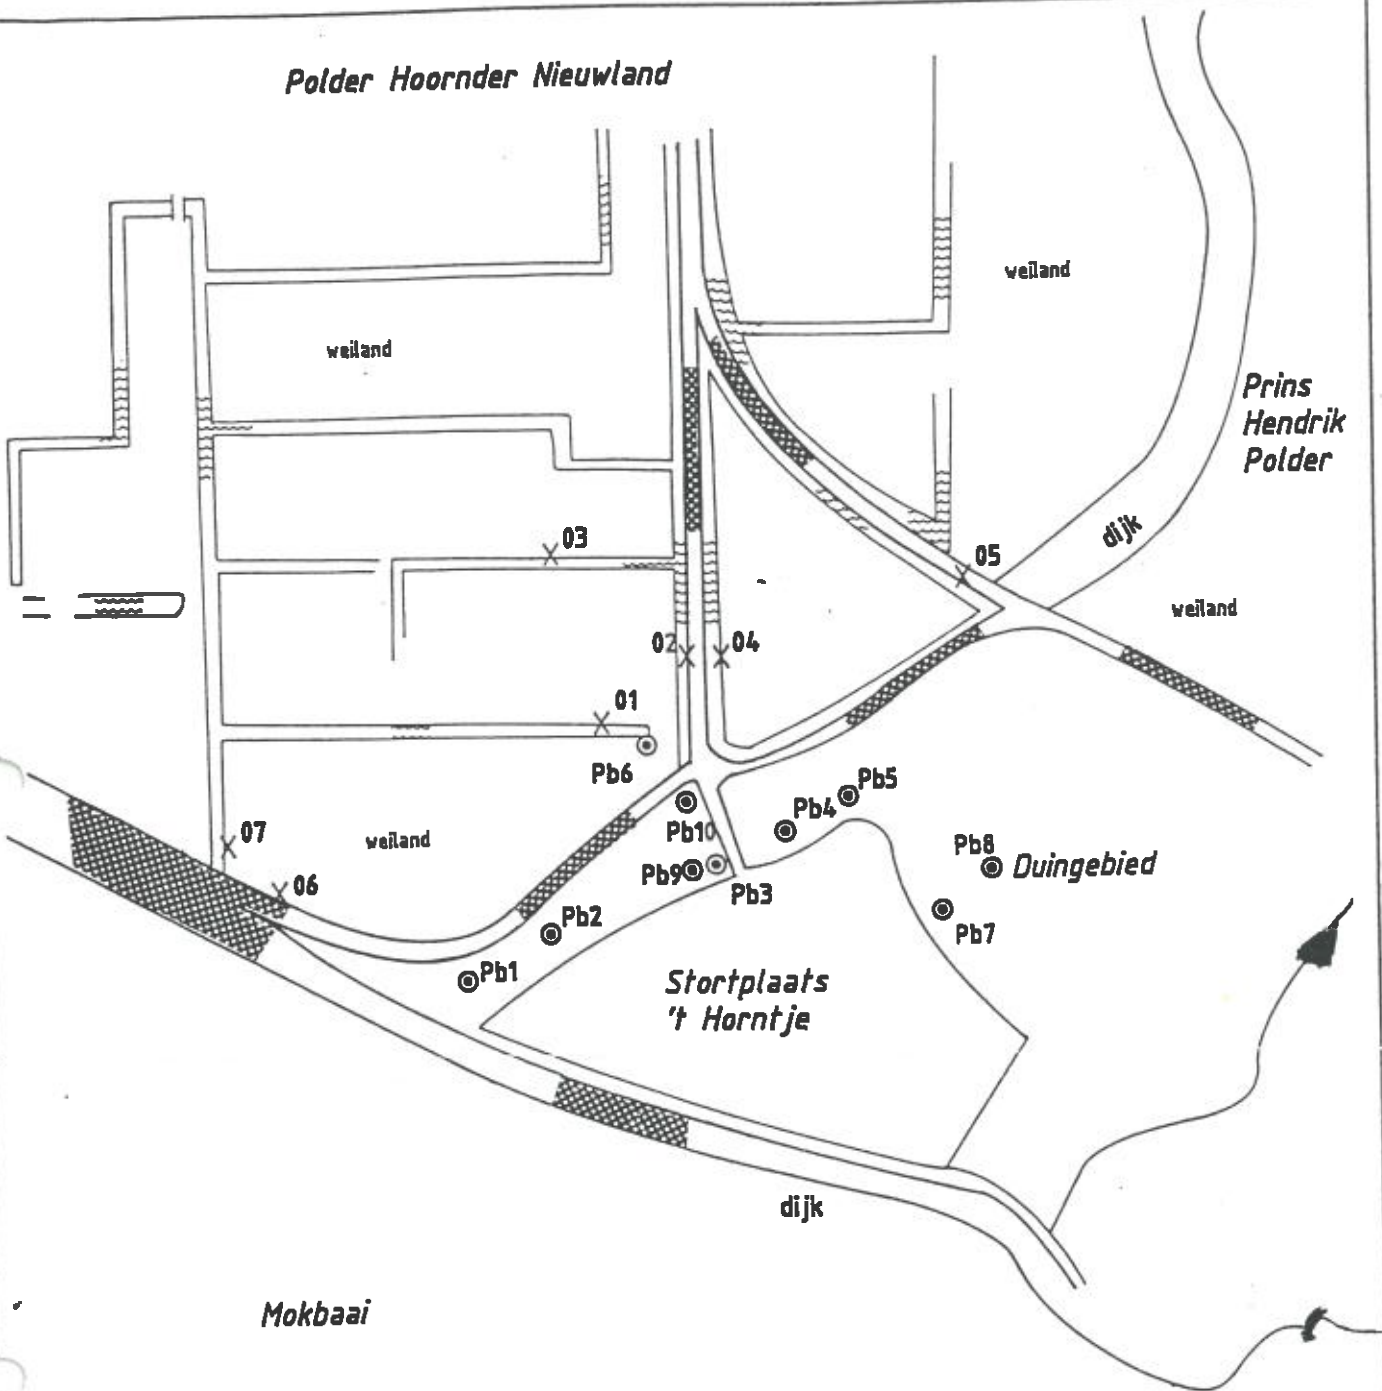 Polder Hoornder Nieuwland
weiland
weiland
Prins
Hendrik
Polder
dijk
03
05
weiland
02
04
01
Pb6
Pb5
Pb4
Pb10
07
weiland
Pb8
Duingebied
06
Pb9
Pb3
Pb2
Pb7
Pb1
Stortplaats
't Horntje
dijk
Mokbaai